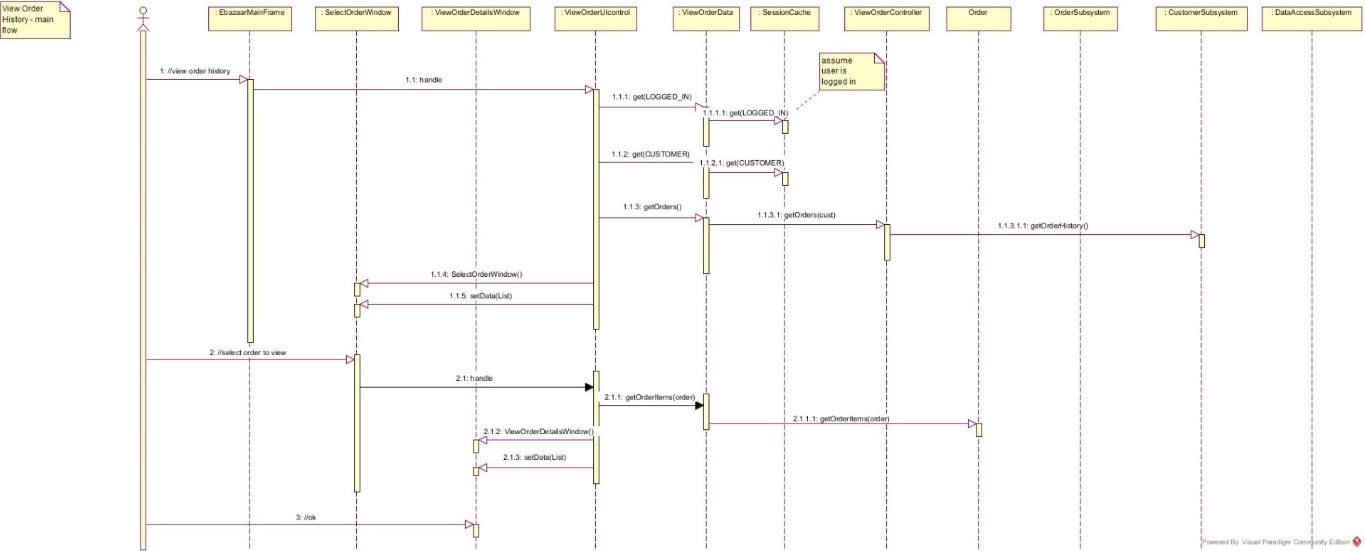 View Order
History - main
flow
: EbazaarMainFrame
: SelectOrderWindow
: ViewOrderDetailsWindow
: ViewOrderUIcontrol
: ViewOrderData
: SessionCache
: ViewOrderController
Order
: OrderSubsystem
: CustomerSubsystem
: DataAccessSubsystem
assume
user is
logged in
1: //view order history
1.1: handle
1.1.1: get(LOGGED_IN)
1.1.1.1: get(LOGGED_IN)
1.1.2: get(CUSTOMER)
1.1.2.1: get(CUSTOMER)
1.1.3: getOrders()
1.1.3.1: getOrders(cust)
1.1.3.1.1: getOrderHistory()
1.1.4: SelectOrderWindow()
1.1.5: setData(List)
2: //select order to view
2.1: handle
2.1.1: getOrderItems(order)
2.1.1.1: getOrderItems(order)
2.1.2: ViewOrderDetailsWindow()
2.1.3: setData(List)
3: //ok
Powered By Visual Paradigm Community Edition